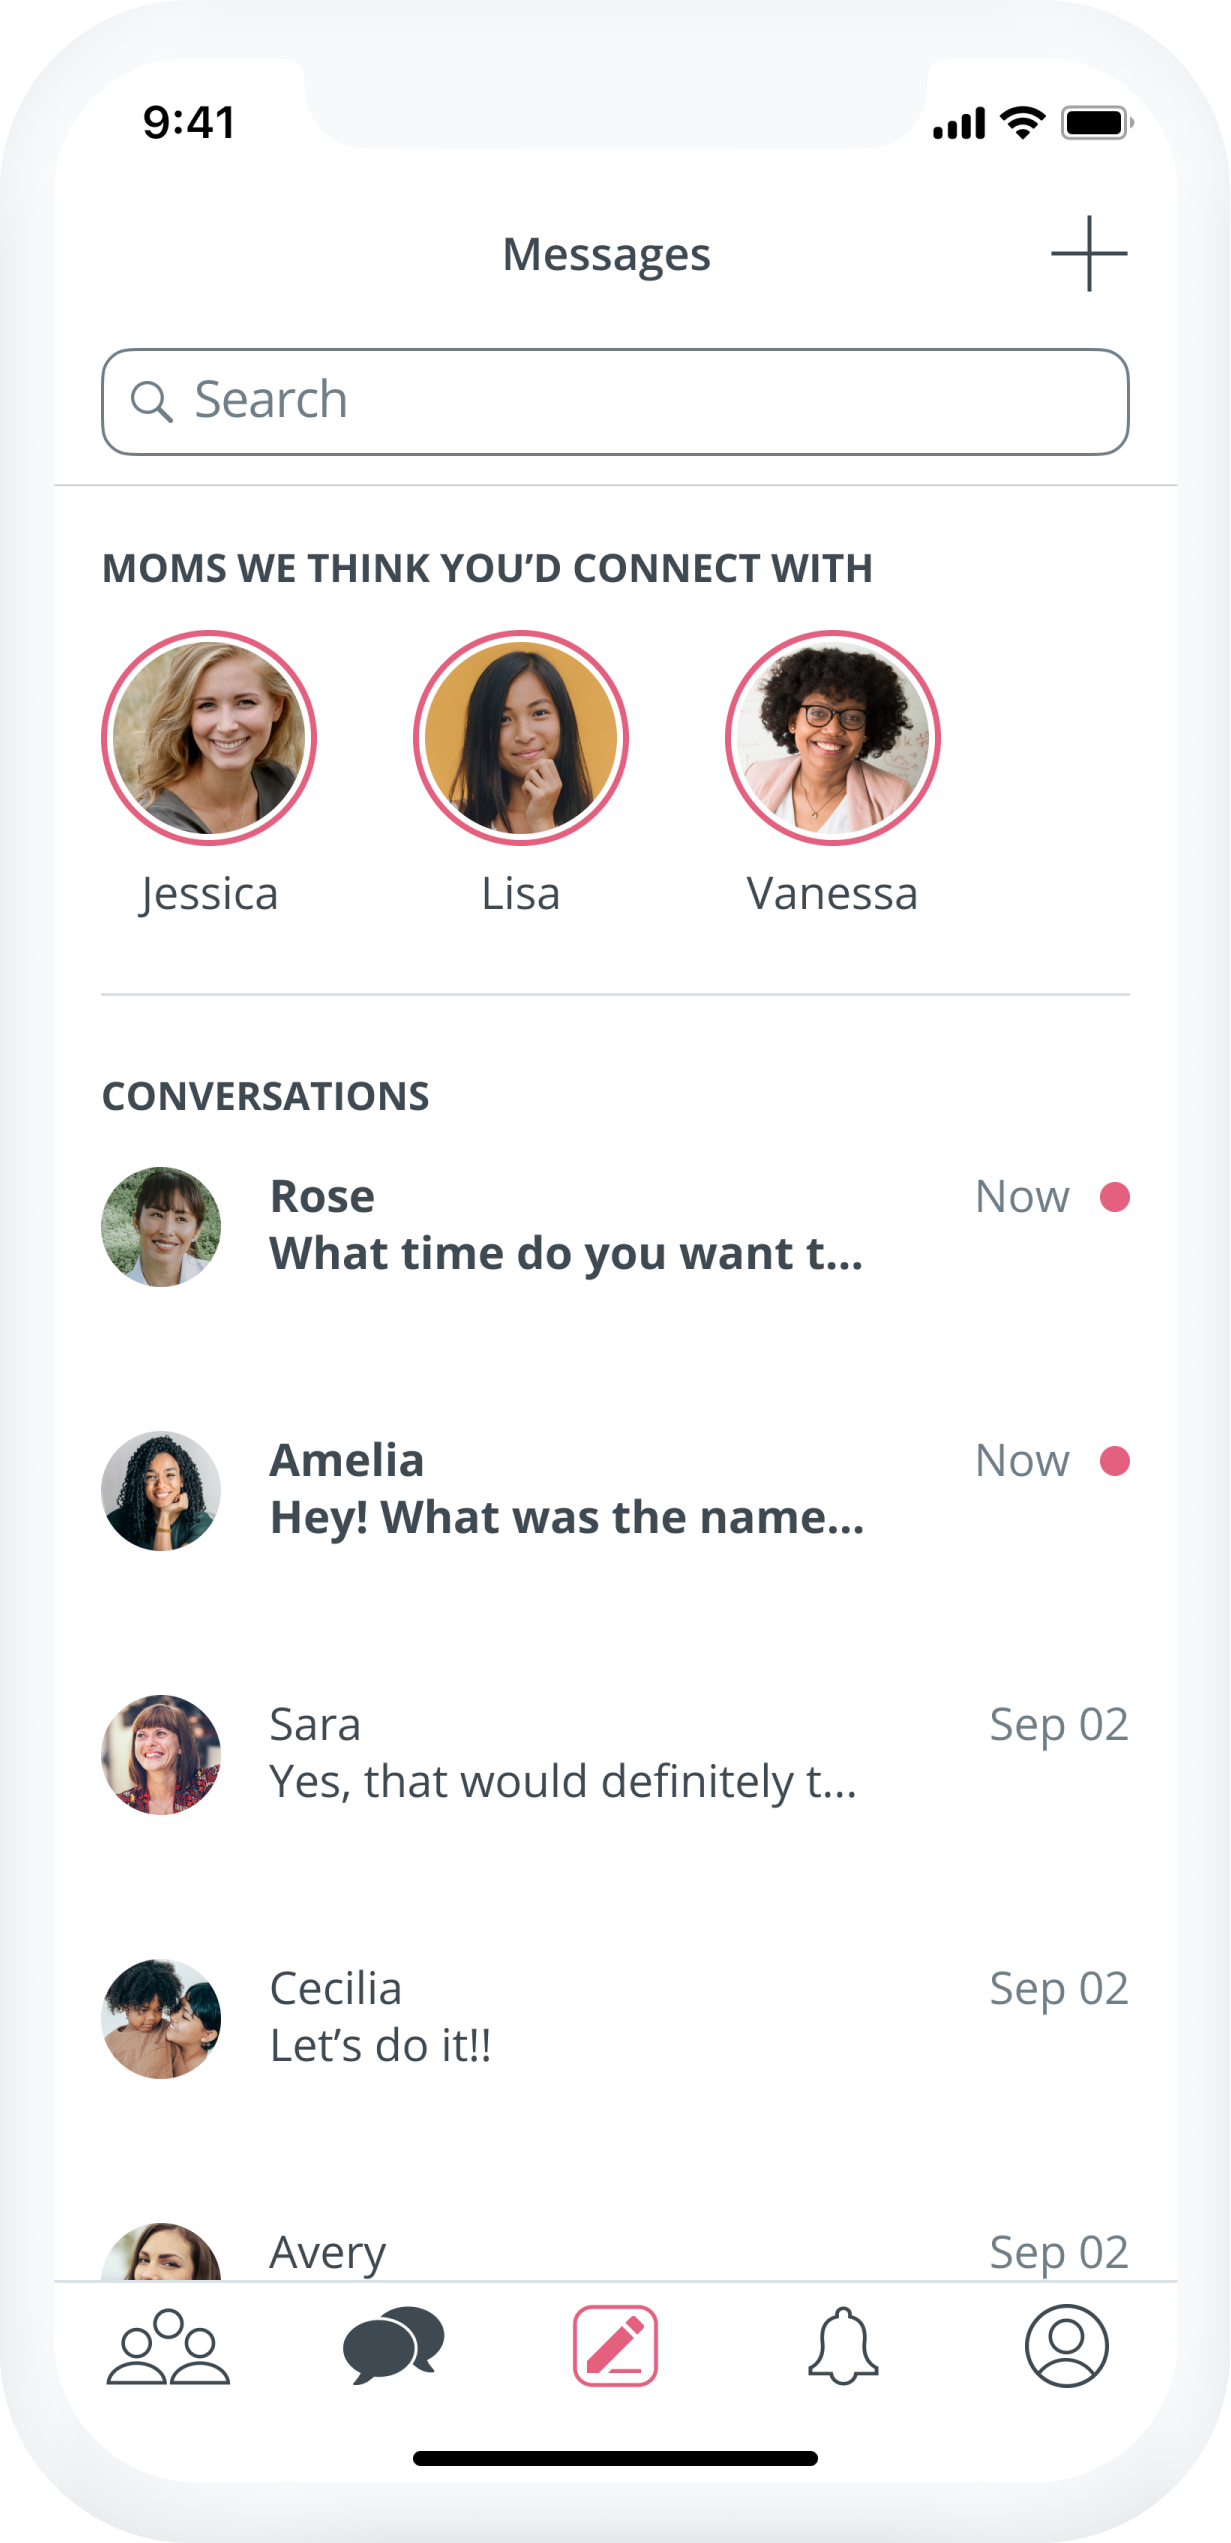 9:41
Messages
Search
MOMS WE THINK YOU’D CONNECT WITH
Jessica Lisa Vanessa
CONVERSATIONS
Rose Now
What time do you want t...
Amelia Now
Hey! What was the name...
Sara Sep 02
Yes, that would definitely t...
Cecilia Sep 02
Let’s do it!!
Avery Sep 02